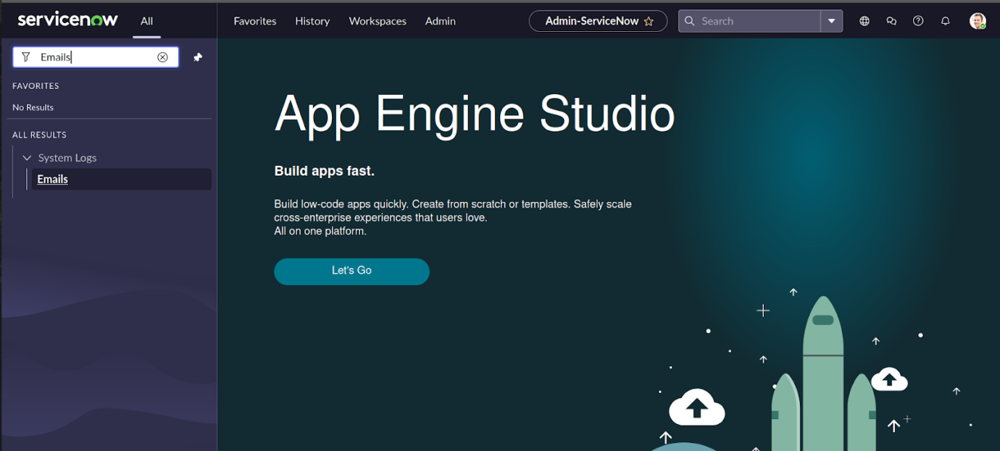 servicenow
All
Favorites
History
Workspaces
Admin
Admin-ServiceNow
Search
Emails
FAVORITES
No Results
ALL RESULTS
System Logs
Emails
App Engine Studio
Build apps fast.
Build low-code apps quickly. Create from scratch or templates. Safely scale
cross-enterprise experiences that users love.
All on one platform.
Let's Go